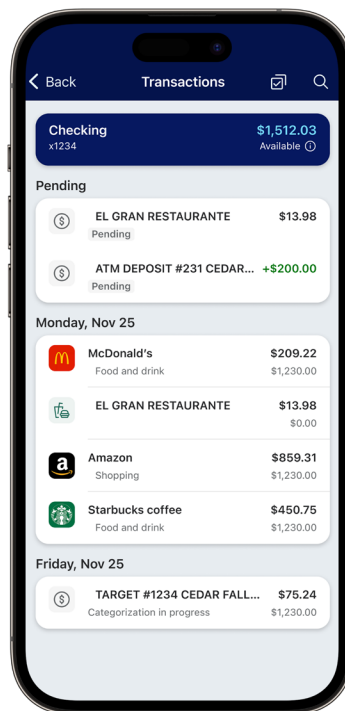 Back
Transactions
Checking
$1,512.03
x1234
Available
Pending
EL GRAN RESTAURANTE
$13.98
Pending
ATM DEPOSIT #231 CEDAR...
+$200.00
Pending
Monday, Nov 25
McDonald's
$209.22
Food and drink
$1,230.00
EL GRAN RESTAURANTE
$13.98
$0.00
Amazon
$859.31
Shopping
$1,230.00
Starbucks coffee
$450.75
Food and drink
$1,230.00
Friday, Nov 25
TARGET #1234 CEDAR FALL...
$75.24
Categorization in progress
$1,230.00